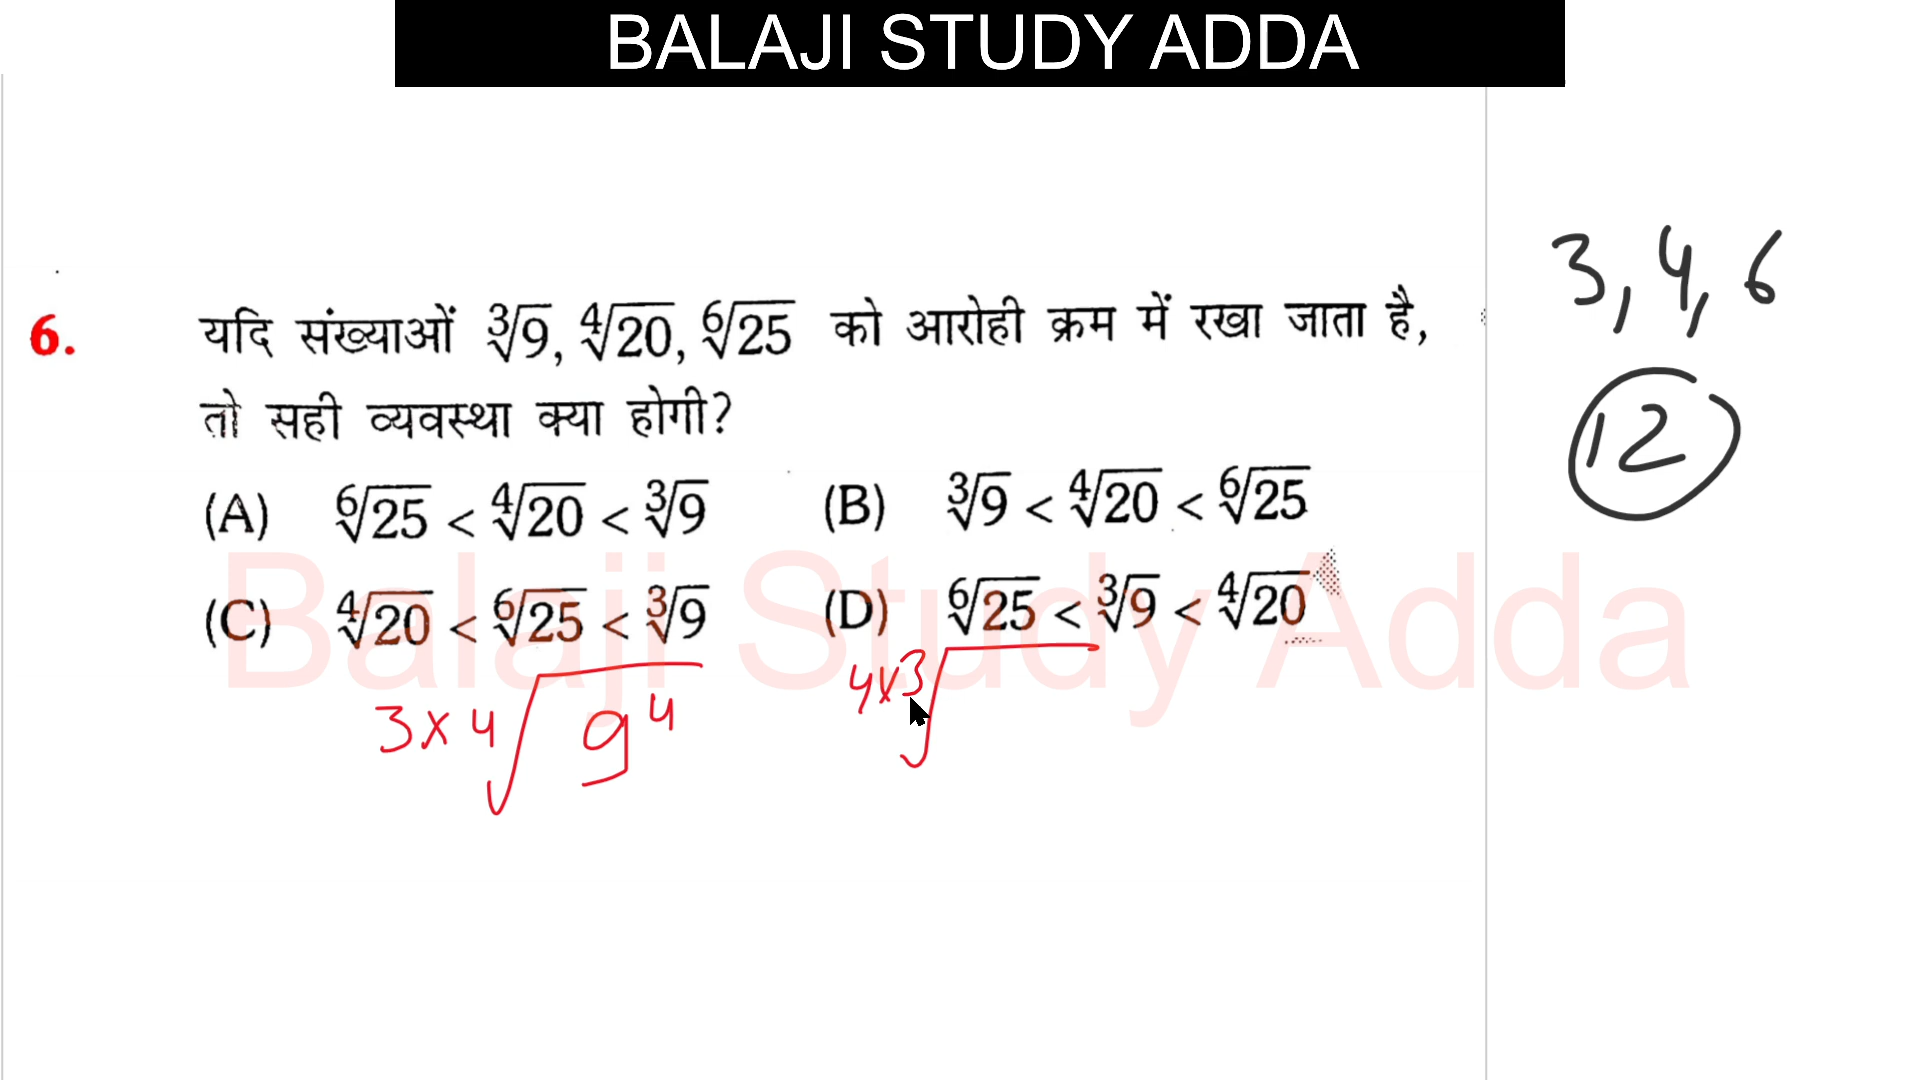 BALAJI STUDY ADDA
6. यदि संख्याओं ∛9, ∜20, ⁶√25 को आरोही क्रम में रखा जाता है,
तो सही व्यवस्था क्या होगी?
(A) ⁶√25 < ∜20 < ∛9 (B) ∛9 < ∜20 < ⁶√25
(C) ∜20 < ⁶√25 < ∛9 (D) ⁶√25 < ∛9 < ∜20
Balaji Study Adda
3×4√9⁴ 4×3√
3, 4, 6
12